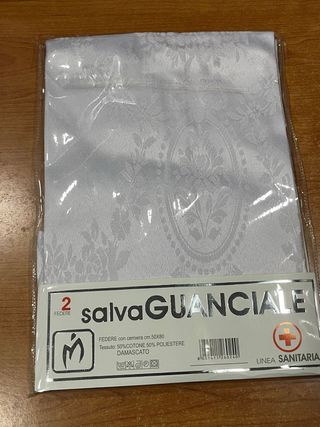 2
FEDERE
salvaGUANCIALE
FEDERE con cerniera cm.50X80
Tessuto: 50%COTONE 50% POLIESTERE
DAMASCATO
LINEA SANITARIA